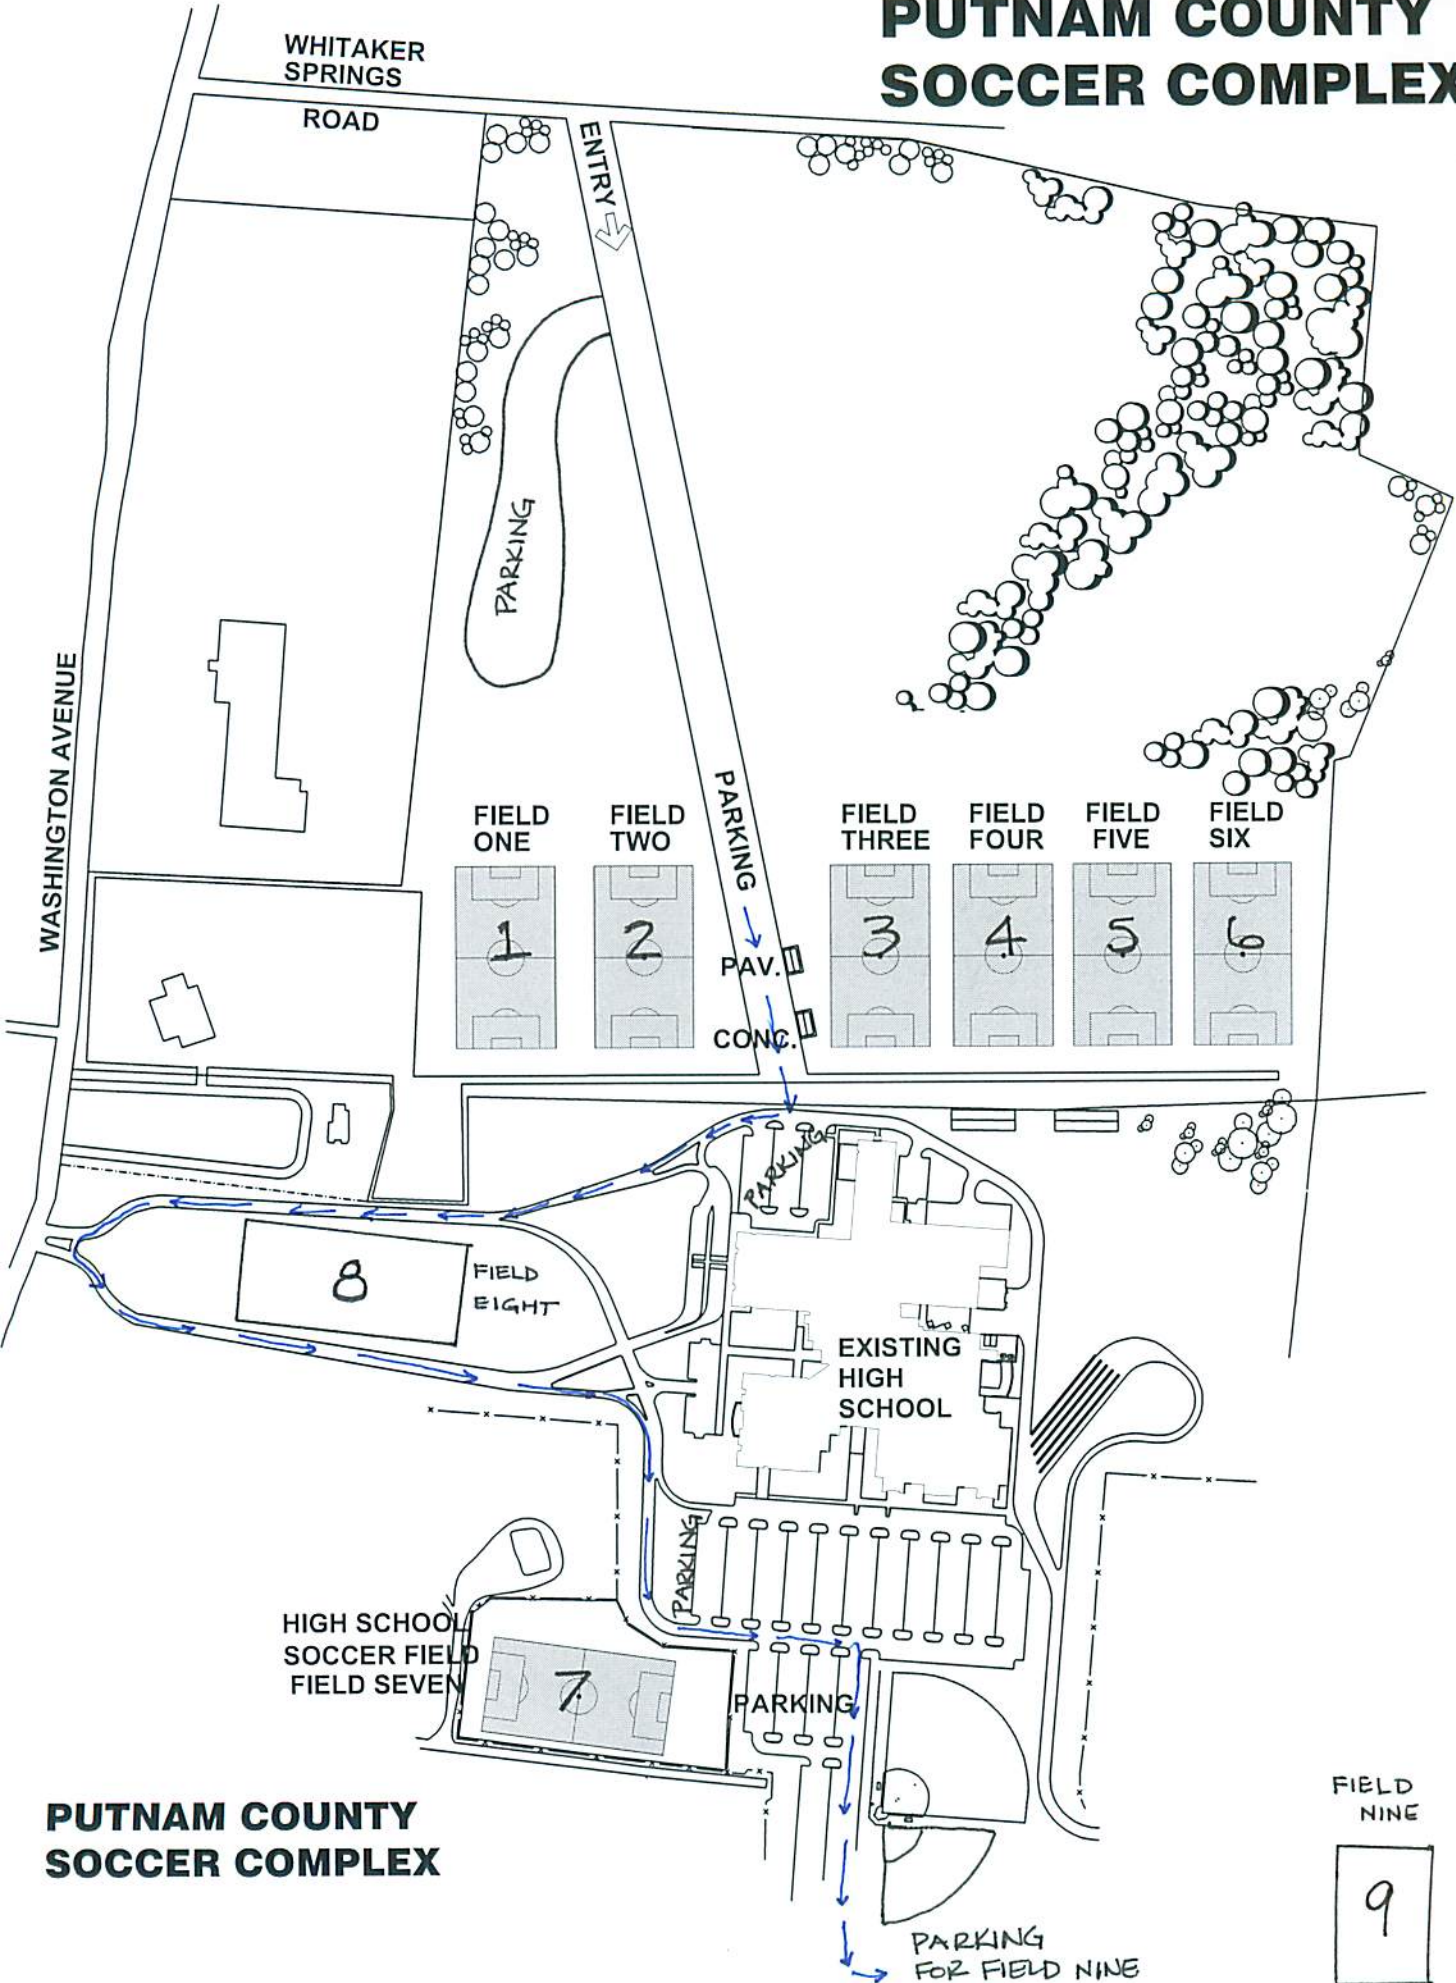 PUTNAM COUNTY
SOCCER COMPLEX
WHITAKER
SPRINGS
ROAD
ENTRY
PARKING
WASHINGTON AVENUE
PARKING
FIELD
ONE
FIELD
TWO
FIELD
THREE
FIELD
FOUR
FIELD
FIVE
FIELD
SIX
1
2
3
4
5
6
PAV.
CONC.
PARKING
8
FIELD
EIGHT
EXISTING
HIGH
SCHOOL
PARKING
HIGH SCHOOL
SOCCER FIELD
FIELD SEVEN
7
PARKING
PUTNAM COUNTY
SOCCER COMPLEX
FIELD
NINE
9
PARKING
FOR FIELD NINE